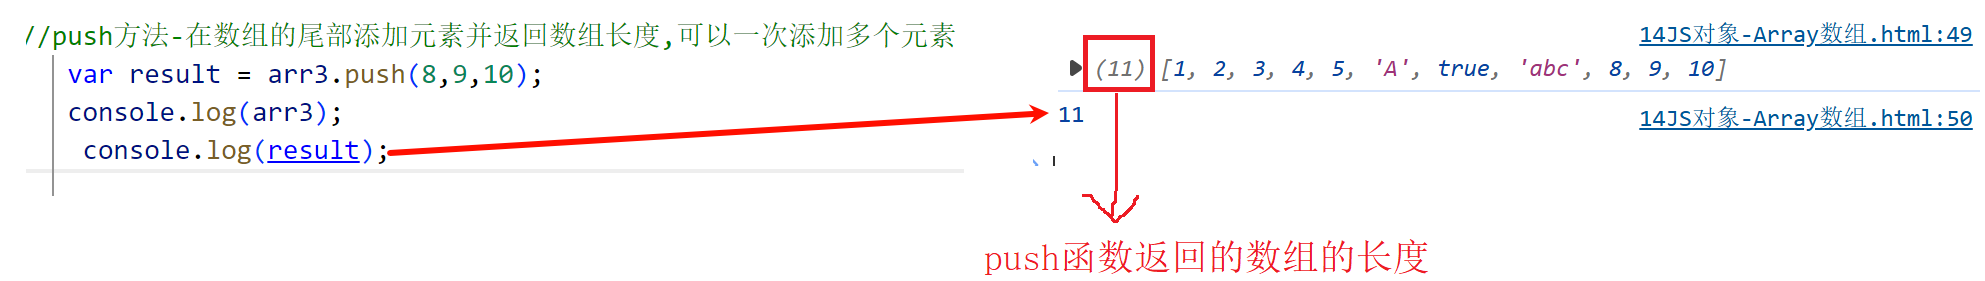 //push方法-在数组的尾部添加元素并返回数组长度,可以一次添加多个元素
var result = arr3.push(8,9,10);
console.log(arr3);
console.log(result);
14JS对象-Array数组.html:49
(11) [1, 2, 3, 4, 5, 'A', true, 'abc', 8, 9, 10]
11
14JS对象-Array数组.html:50
push函数返回的数组的长度